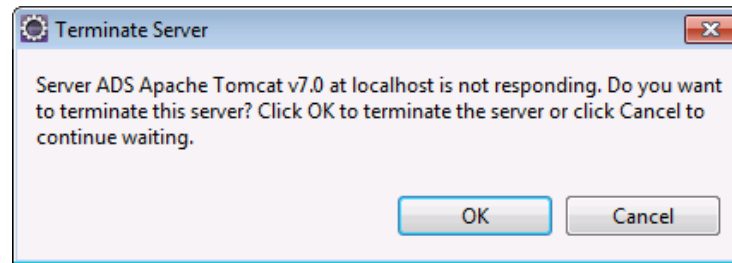 Terminate Server
Server ADS Apache Tomcat v7.0 at localhost is not responding. Do you want
to terminate this server? Click OK to terminate the server or click Cancel to
continue waiting.
OK Cancel